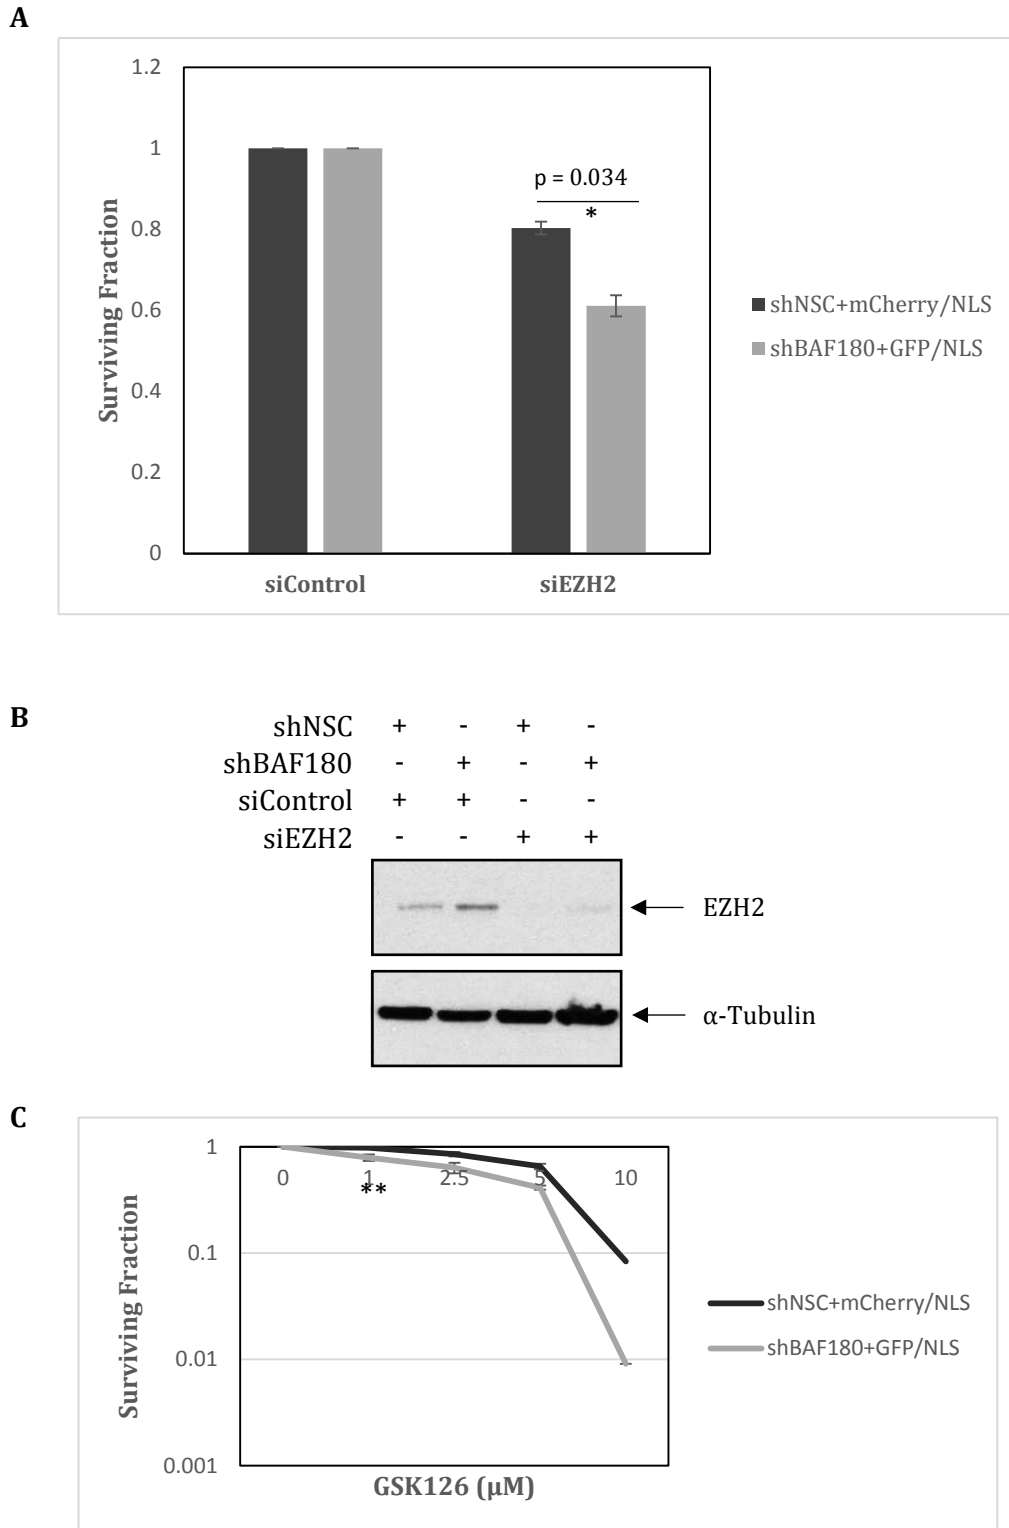 A
1.2
1
0.8
0.6
0.4
0.2
0
Surviving Fraction
p = 0.034
*
siControl
siEZH2
shNSC+mCherry/NLS
shBAF180+GFP/NLS
B
shNSC + - + -
shBAF180 - + - +
siControl + + - -
siEZH2 - - + +
EZH2
α-Tubulin
C
1
0.1
0.01
0.001
Surviving Fraction
0 1 2.5 5 10
**
GSK126 (μM)
shNSC+mCherry/NLS
shBAF180+GFP/NLS